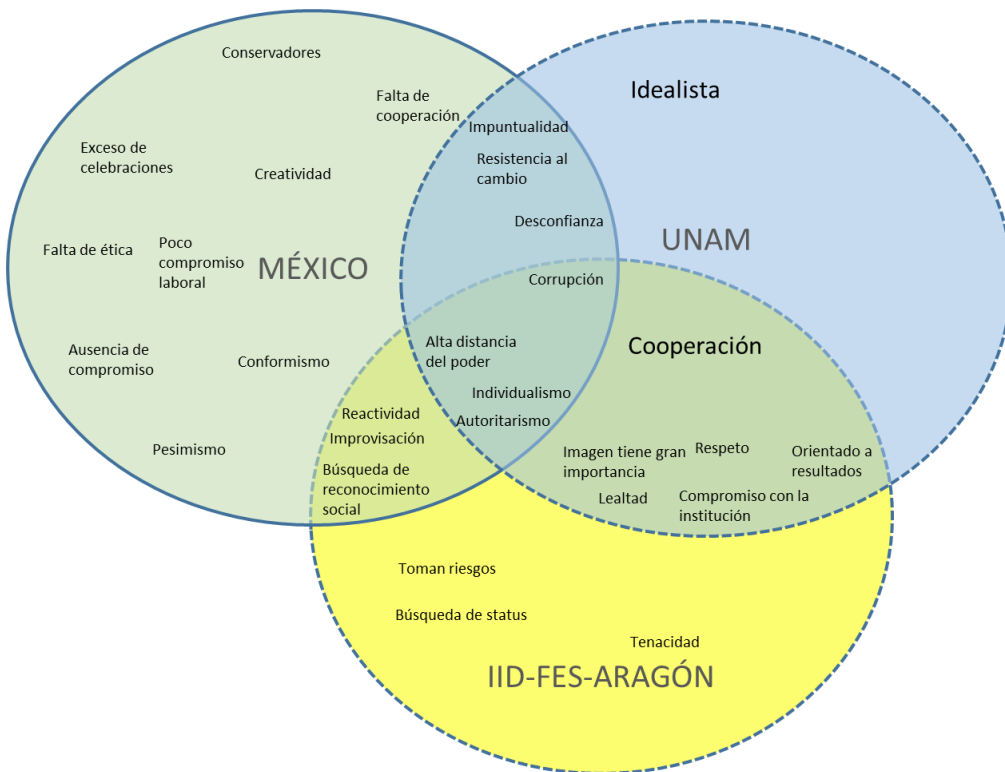 Conservadores
Idealista
Falta de
cooperación
Impuntualidad
Exceso de
celebraciones
Creatividad
Resistencia al
cambio
Desconfianza
Falta de ética
Poco
compromiso
laboral
MÉXICO
UNAM
Corrupción
Alta distancia
del poder
Cooperación
Ausencia de
compromiso
Conformismo
Individualismo
Reactividad
Autoritarismo
Improvisación
Pesimismo
Búsqueda de
reconocimiento
social
Imagen tiene gran
importancia
Respeto
Orientado a
resultados
Lealtad
Compromiso con la
institución
Toman riesgos
Búsqueda de status
Tenacidad
IID-FES-ARAGÓN